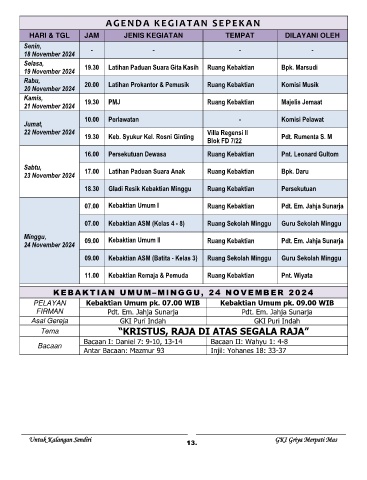 AGENDA KEGIATAN SEPEKAN
HARI & TGL JAM JENIS KEGIATAN TEMPAT DILAYANI OLEH
Senin,
18 November 2024 - - - -
Selasa,
19 November 2024 19.30 Latihan Paduan Suara Gita Kasih Ruang Kebaktian Bpk. Marsudi
Rabu,
20 November 2024 20.00 Latihan Prokantor & Pemusik Ruang Kebaktian Komisi Musik
Kamis,
21 November 2024 19.30 PMJ Ruang Kebaktian Majelis Jemaat
Jumat,
22 November 2024
10.00 Perlawatan - Komisi Pelawat
19.30 Keb. Syukur Kel. Rosni Ginting Villa Regensi II
Blok FD 7/22 Pdt. Rumenta S. M
Sabtu,
23 November 2024
16.00 Persekutuan Dewasa Ruang Kebaktian Pnt. Leonard Gultom
17.00 Latihan Paduan Suara Anak Ruang Kebaktian Bpk. Daru
18.30 Gladi Resik Kebaktian Minggu Ruang Kebaktian Persekutuan
Minggu,
24 November 2024
07.00 Kebaktian Umum I Ruang Kebaktian Pdt. Em. Jahja Sunarja
07.00 Kebaktian ASM (Kelas 4 - 8) Ruang Sekolah Minggu Guru Sekolah Minggu
09.00 Kebaktian Umum II Ruang Kebaktian Pdt. Em. Jahja Sunarja
09.00 Kebaktian ASM (Batita - Kelas 3) Ruang Sekolah Minggu Guru Sekolah Minggu
11.00 Kebaktian Remaja & Pemuda Ruang Kebaktian Pnt. Wiyata
KEBAKTIAN UMUM–MINGGU, 24 NOVEMBER 2024
PELAYAN
FIRMAN
Kebaktian Umum pk. 07.00 WIB Kebaktian Umum pk. 09.00 WIB
Pdt. Em. Jahja Sunarja Pdt. Em. Jahja Sunarja
Asal Gereja GKI Puri Indah GKI Puri Indah
Tema "KRISTUS, RAJA DI ATAS SEGALA RAJA"
Bacaan
Bacaan I: Daniel 7: 9-10, 13-14 Bacaan II: Wahyu 1: 4-8
Antar Bacaan: Mazmur 93 Injil: Yohanes 18: 33-37
Untuk Kalangan Sendiri 13. GKI Griya Merpati Mas